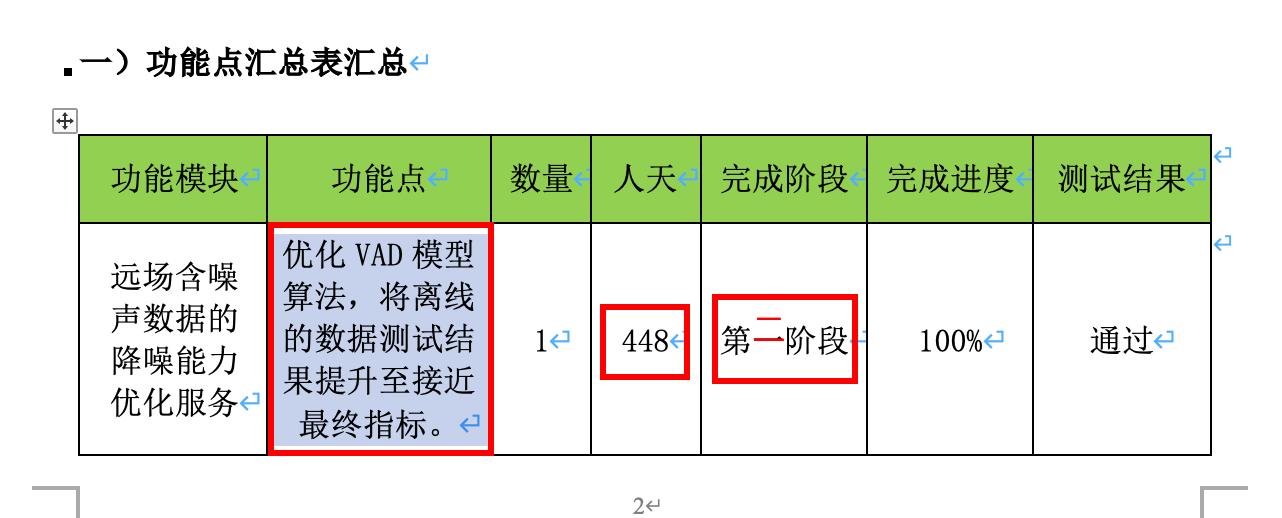 一）功能点汇总表汇总
功能模块 功能点 数量 人天 完成阶段 完成进度 测试结果
远场含噪
声数据的
降噪能力
优化服务
优化 VAD 模型
算法，将离线
的数据测试结
果提升至接近
最终指标。
1
448
第二阶段
100%
通过
2